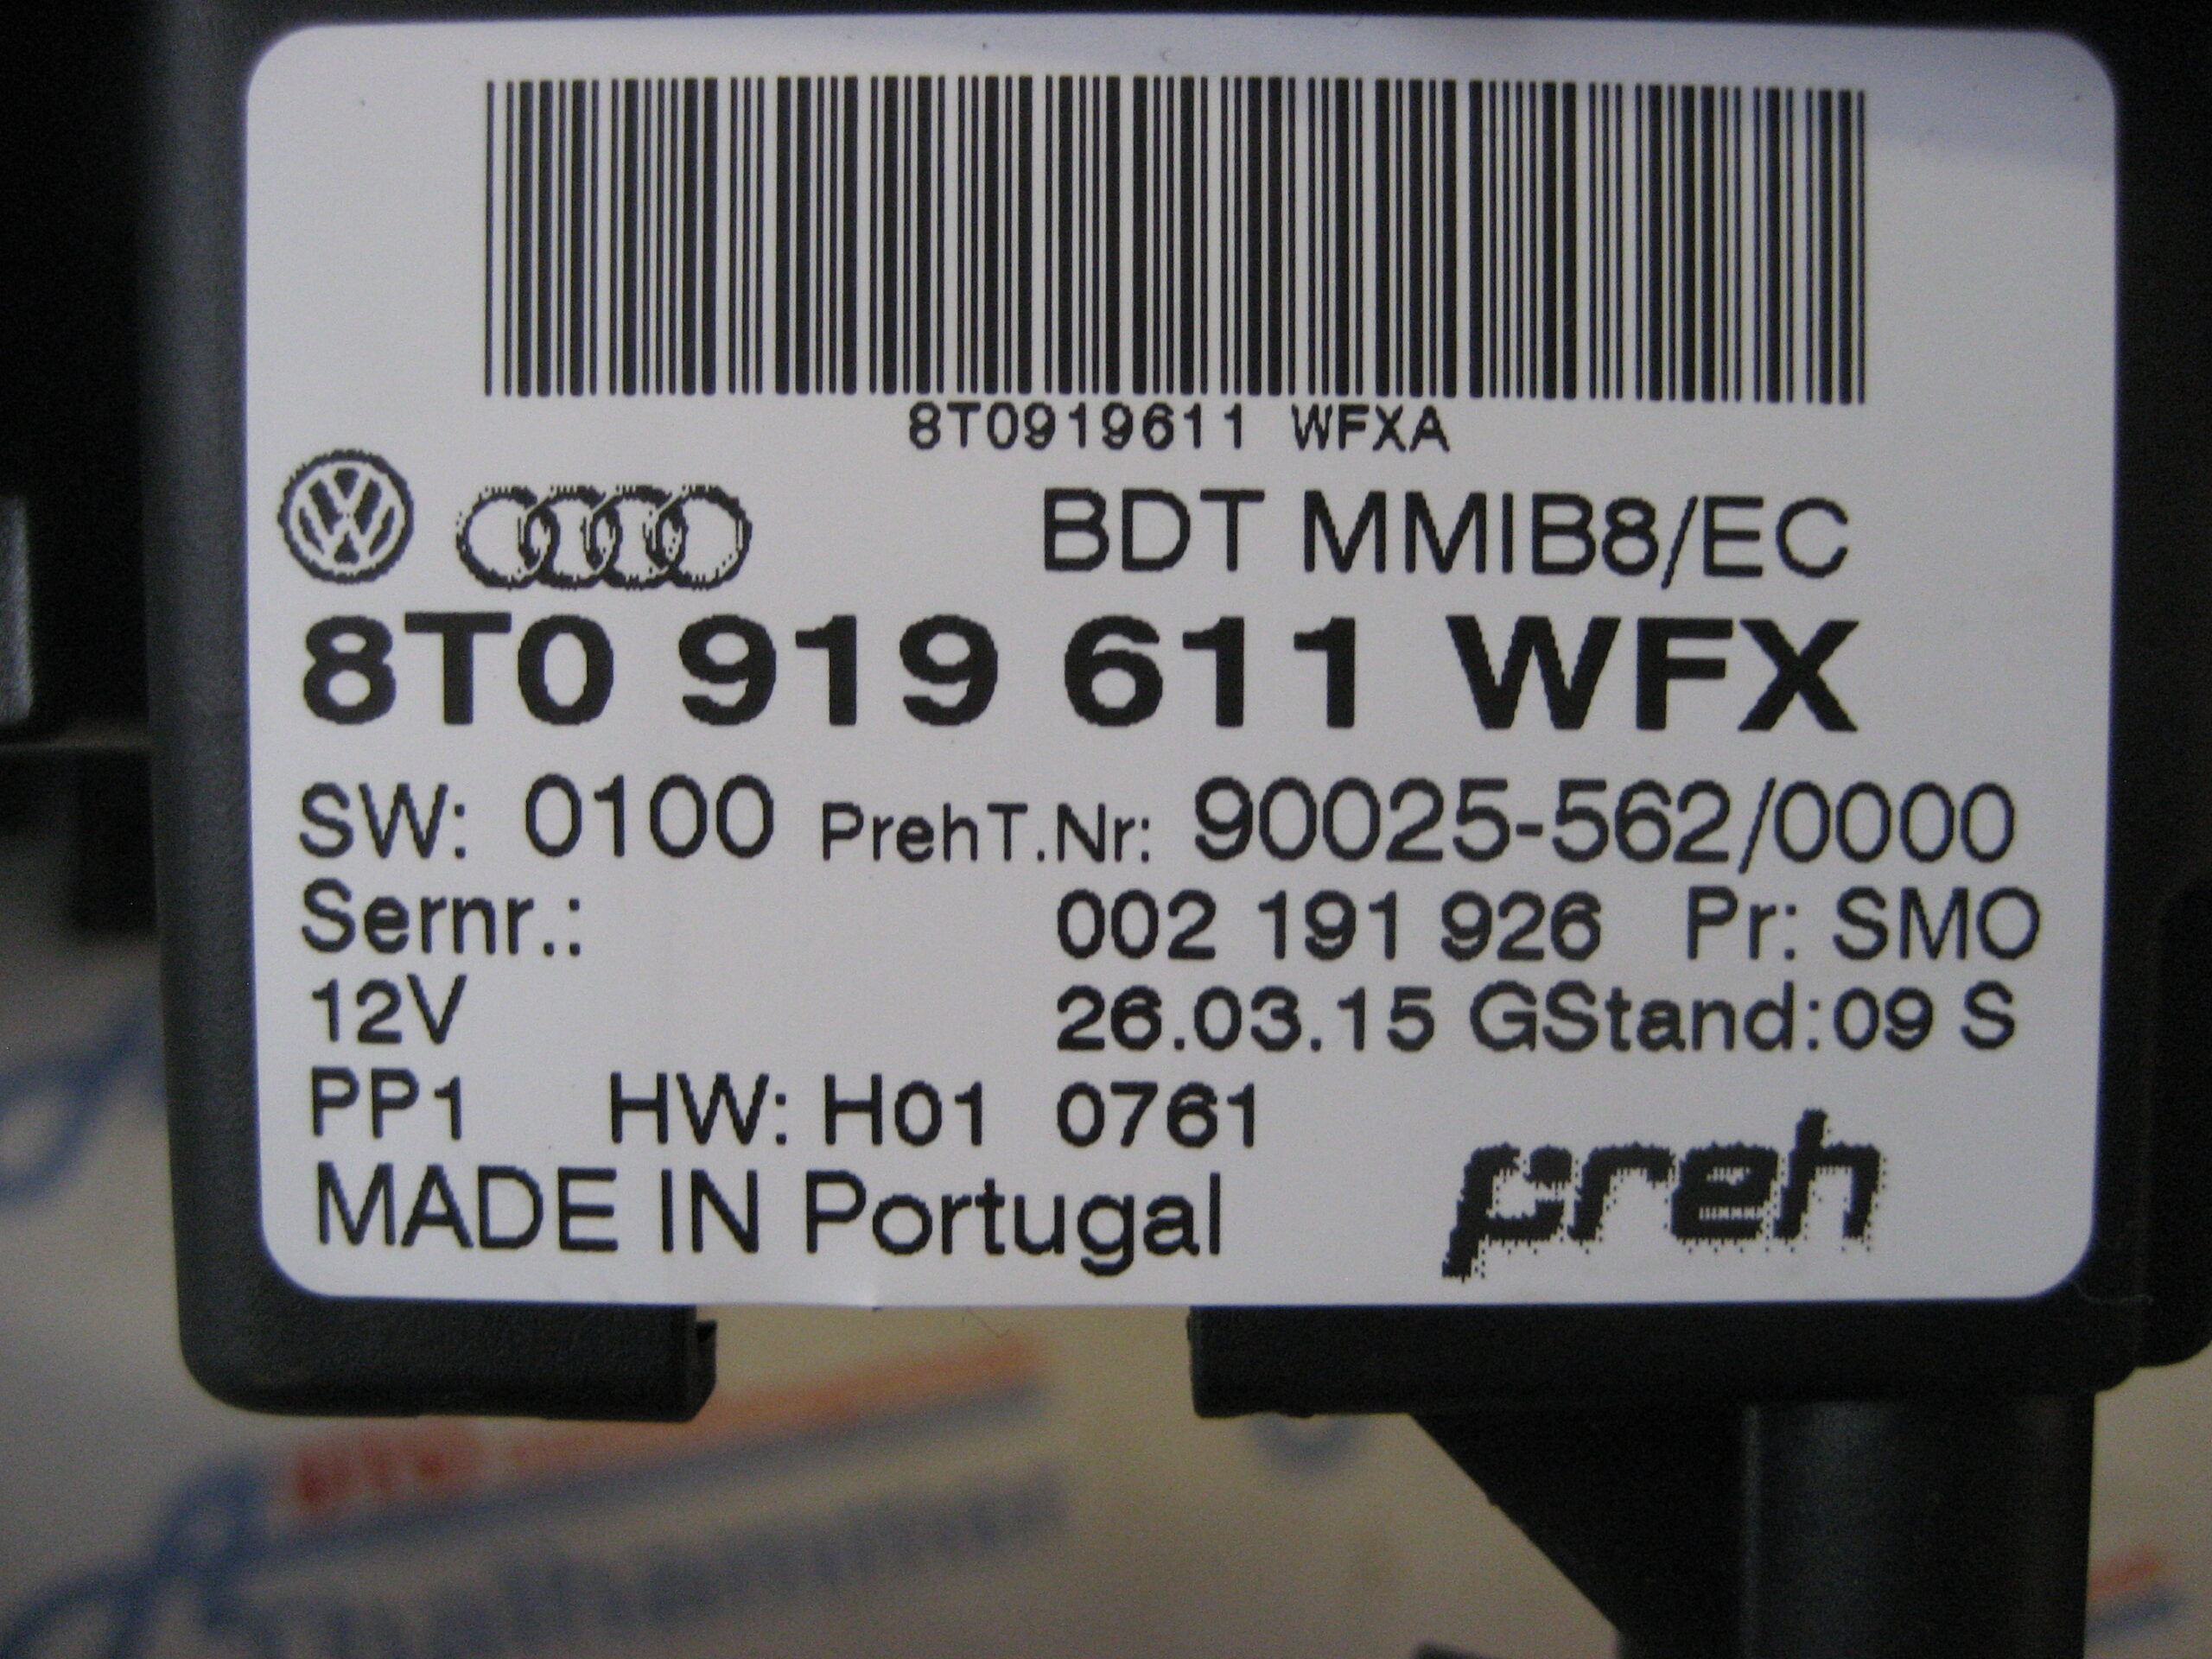 8T0919611 WFXA
BDT MMIB8/EC
8T0 919 611 WFX
SW: 0100 PrehT.Nr: 90025-562/0000
Sernr.: 002 191 926 Pr: SMO
12V 26.03.15 GStand:09 S
PP1 HW: H01 0761
MADE IN Portugal
preh